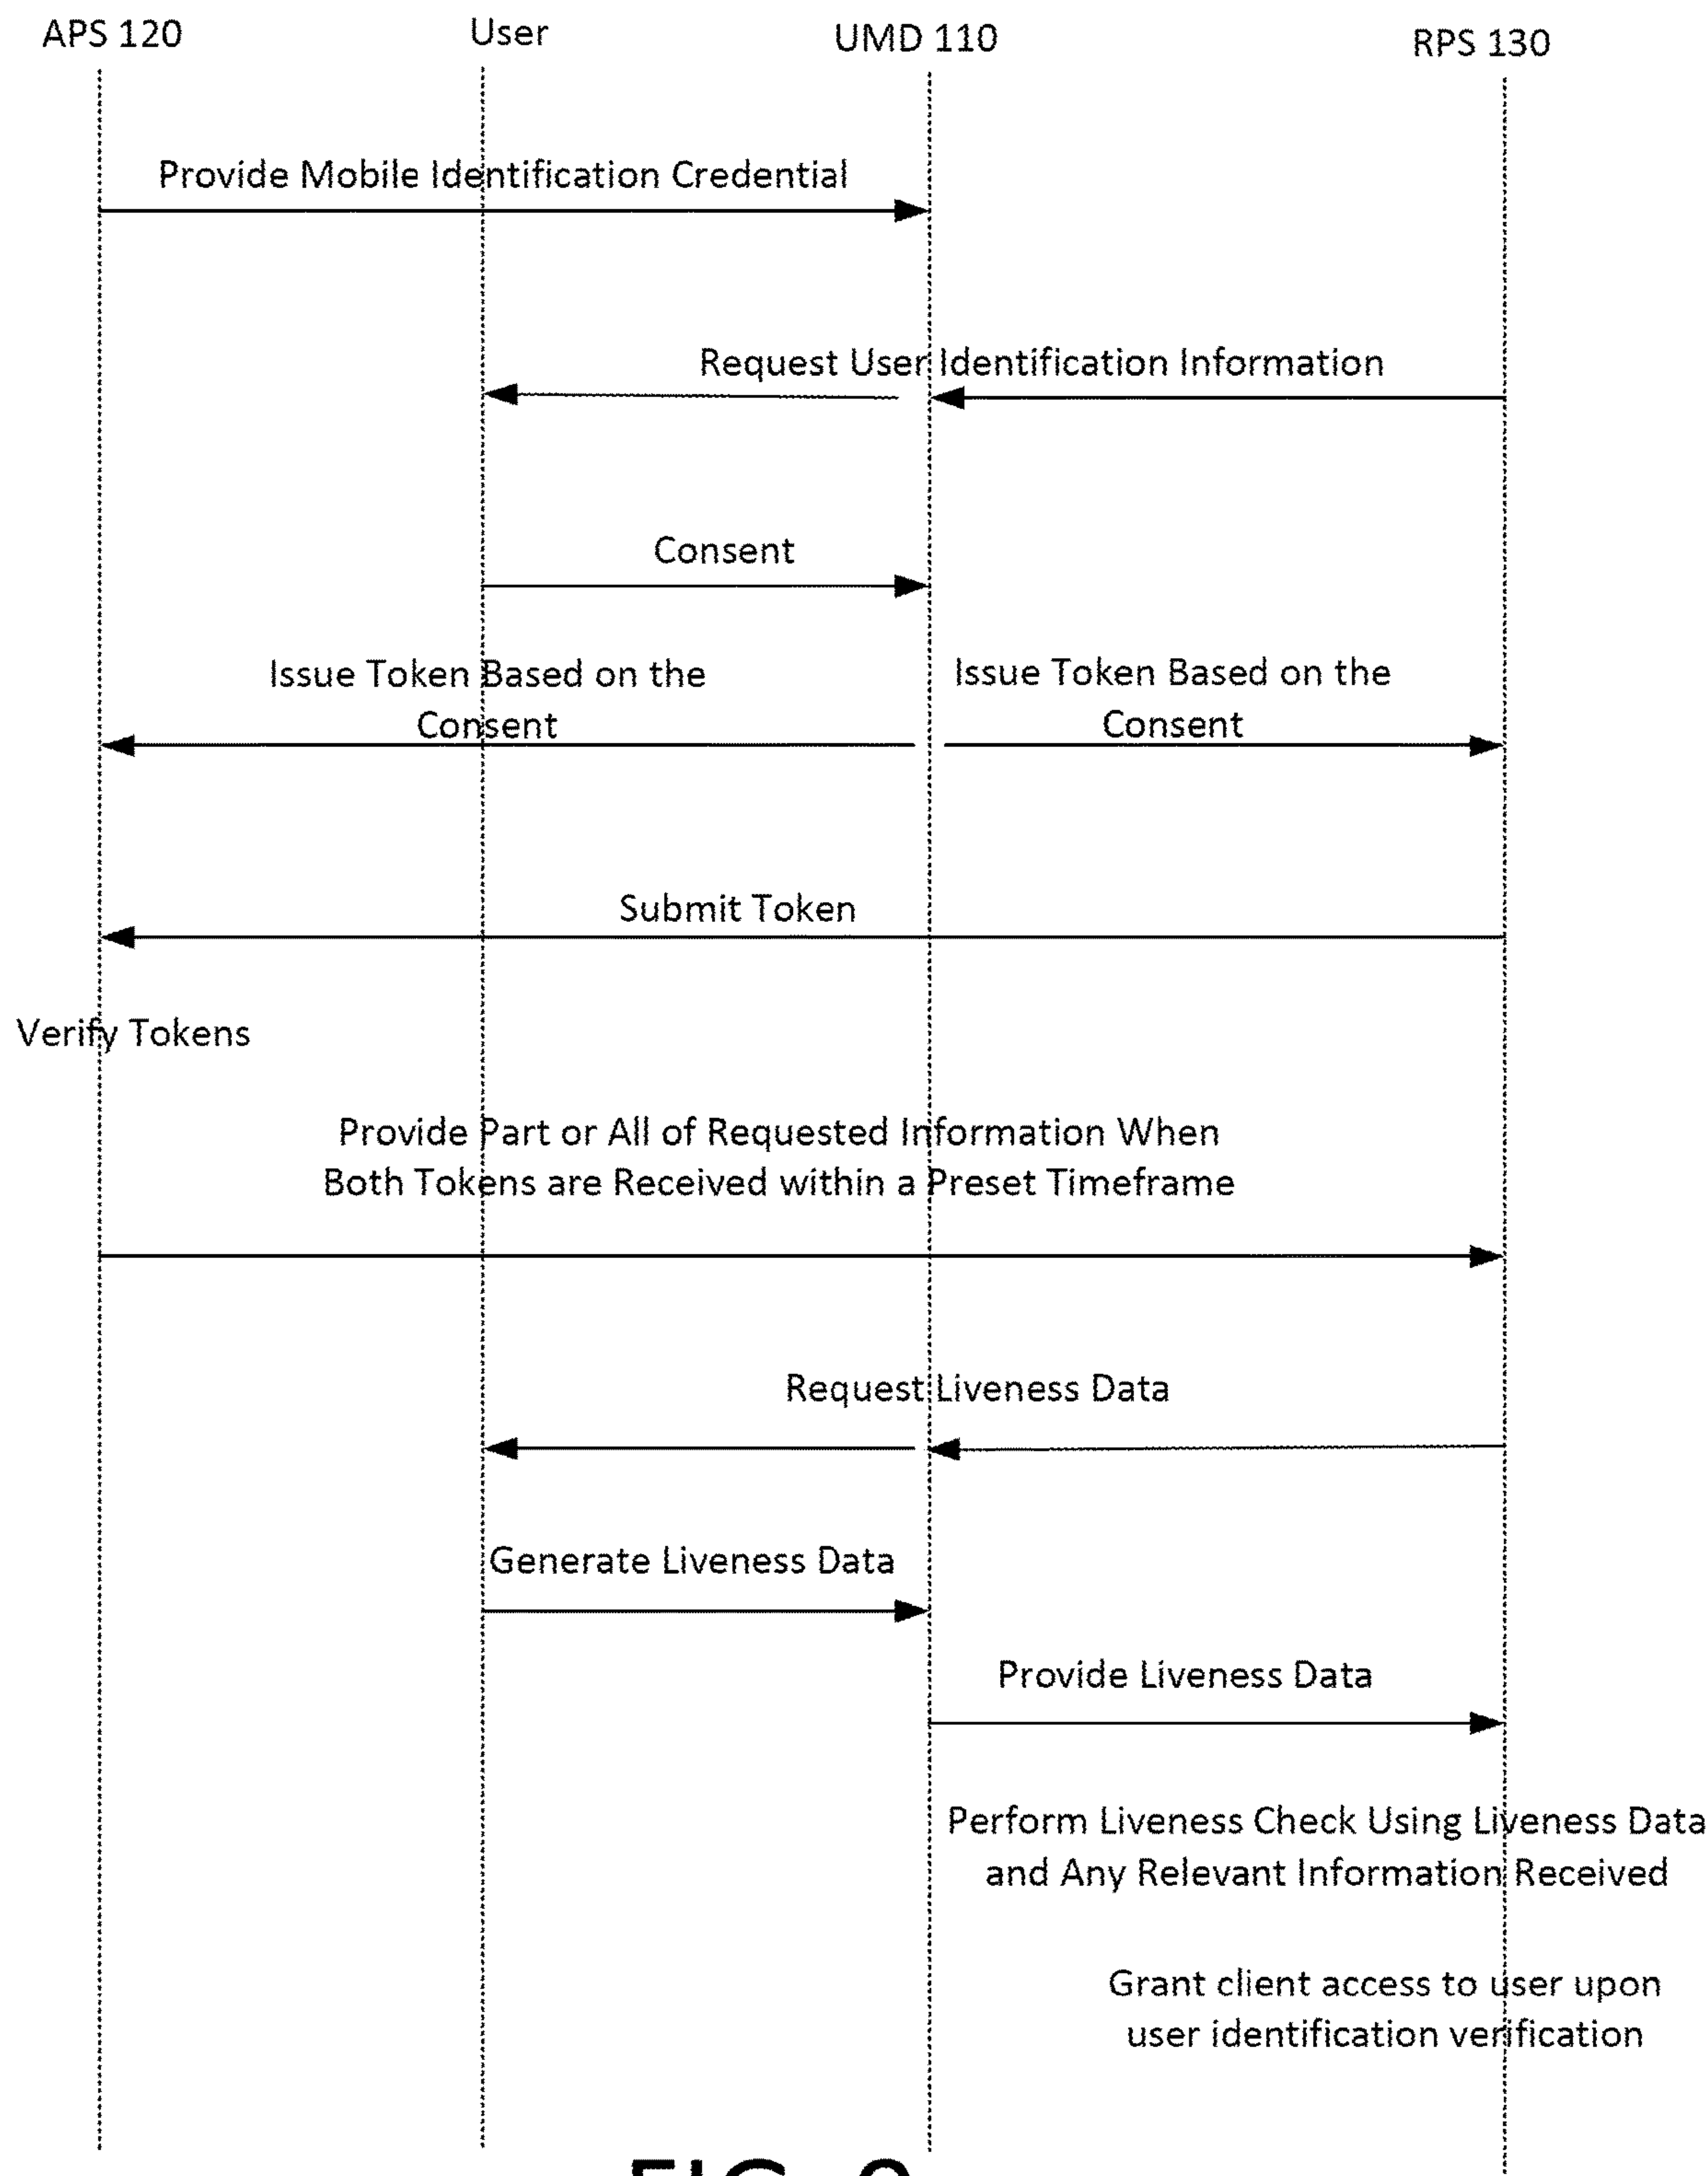 APS 120 User UMD 110 RPS 130
Provide Mobile Identification Credential
Request User Identification Information
Consent
Issue Token Based on the Issue Token Based on the
Consent Consent
Submit Token
Verify Tokens
Provide Part or All of Requested Information When
Both Tokens are Received within a Preset Timeframe
Request Liveness Data
Generate Liveness Data
Provide Liveness Data
Perform Liveness Check Using Liveness Data
and Any Relevant Information Received
Grant client access to user upon
user identification verification